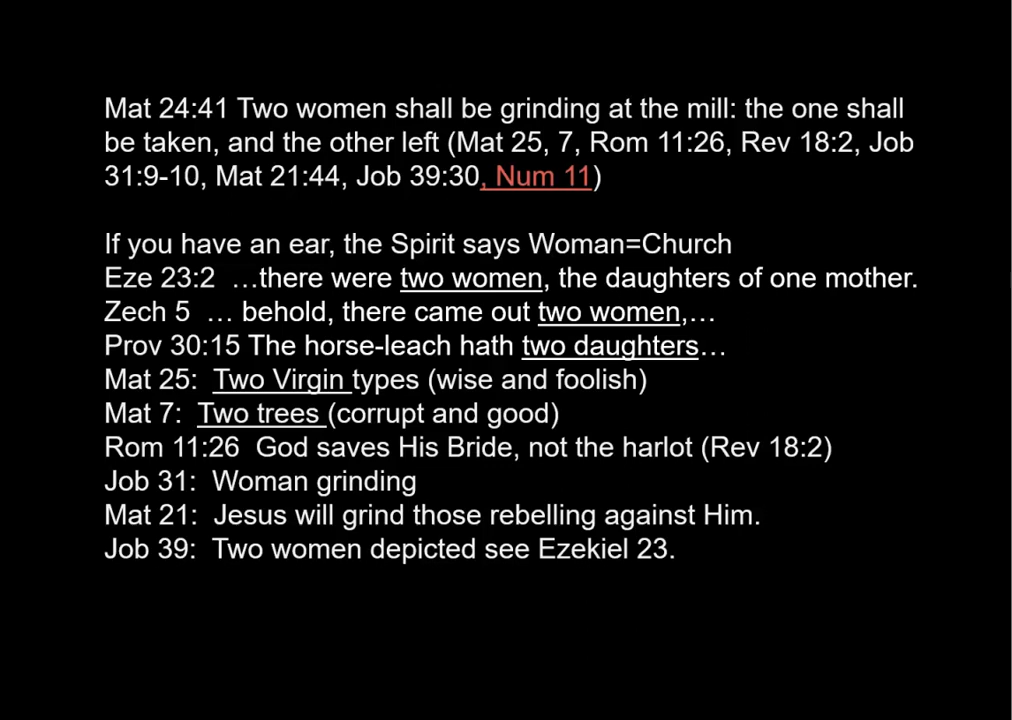 Mat 24:41 Two women shall be grinding at the mill: the one shall
be taken, and the other left (Mat 25, 7, Rom 11:26, Rev 18:2, Job
31:9-10, Mat 21:44, Job 39:30, Num 11)
If you have an ear, the Spirit says Woman=Church
Eze 23:2 …there were two women, the daughters of one mother.
Zech 5 … behold, there came out two women,…
Prov 30:15 The horse-leach hath two daughters…
Mat 25: Two Virgin types (wise and foolish)
Mat 7: Two trees (corrupt and good)
Rom 11:26 God saves His Bride, not the harlot (Rev 18:2)
Job 31: Woman grinding
Mat 21: Jesus will grind those rebelling against Him.
Job 39: Two women depicted see Ezekiel 23.